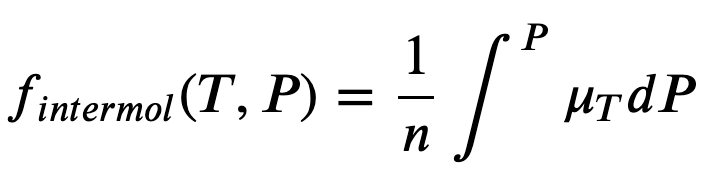 f_{intermol}(T, P) = \frac{1}{n} \int^{P} \mu_T dP